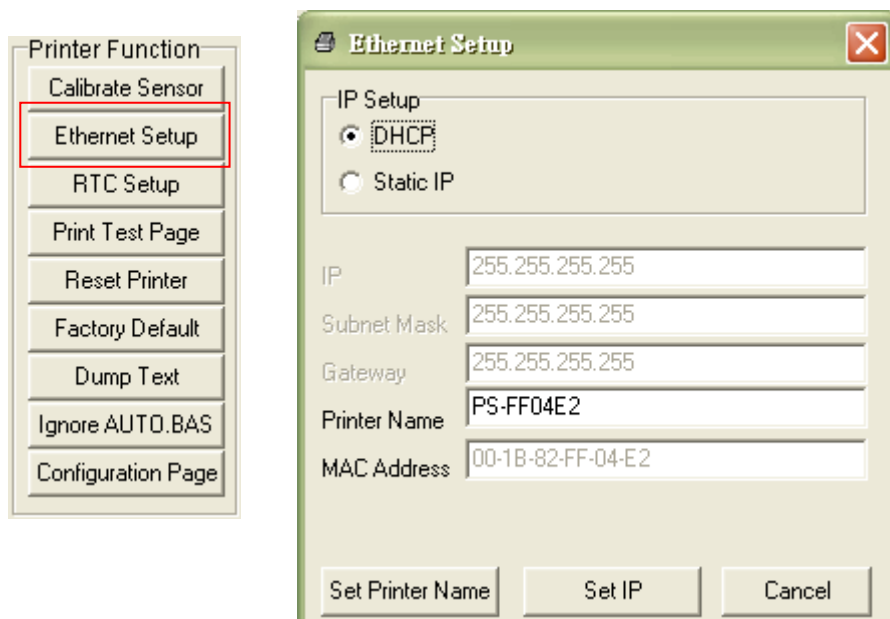 Printer Function
Calibrate Sensor
Ethernet Setup
RTC Setup
Print Test Page
Reset Printer
Factory Default
Dump Text
Ignore AUTO.BAS
Configuration Page
Ethernet Setup
IP Setup
DHCP
Static IP
IP 255.255.255.255
Subnet Mask 255.255.255.255
Gateway 255.255.255.255
Printer Name PS-FF04E2
MAC Address 00-1B-82-FF-04-E2
Set Printer Name Set IP Cancel